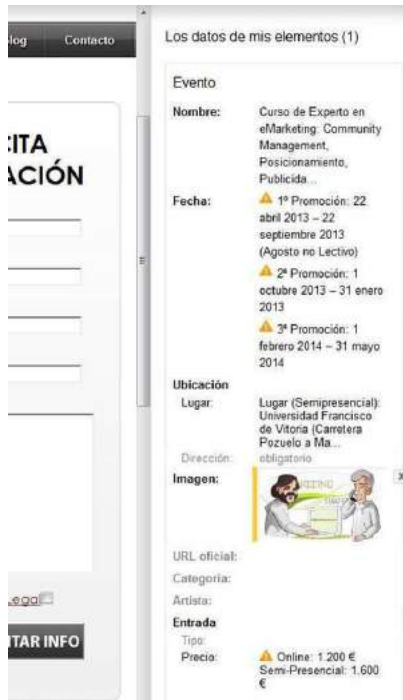 log Contacto
CITA
ACIÓN
egal
TAR INFO
Los datos de mis elementos (1)
Evento
Nombre: Curso de Experto en
eMarketing: Community
Management,
Posicionamiento,
Publicida...
Fecha: 1º Promoción: 22
abril 2013 – 22
septiembre 2013
(Agosto no Lectivo)
2ª Promoción: 1
octubre 2013 – 31 enero
2013
3ª Promoción: 1
febrero 2014 – 31 mayo
2014
Ubicación
Lugar: Lugar (Semipresencial):
Universidad Francisco
de Vitoria (Carretera
Pozuelo a Ma...
Dirección: obligatorio
Imagen:
URL oficial:
Categoría:
Artista:
Entrada
Tipo:
Precio: Online: 1.200 €
Semi-Presencial: 1.600
€